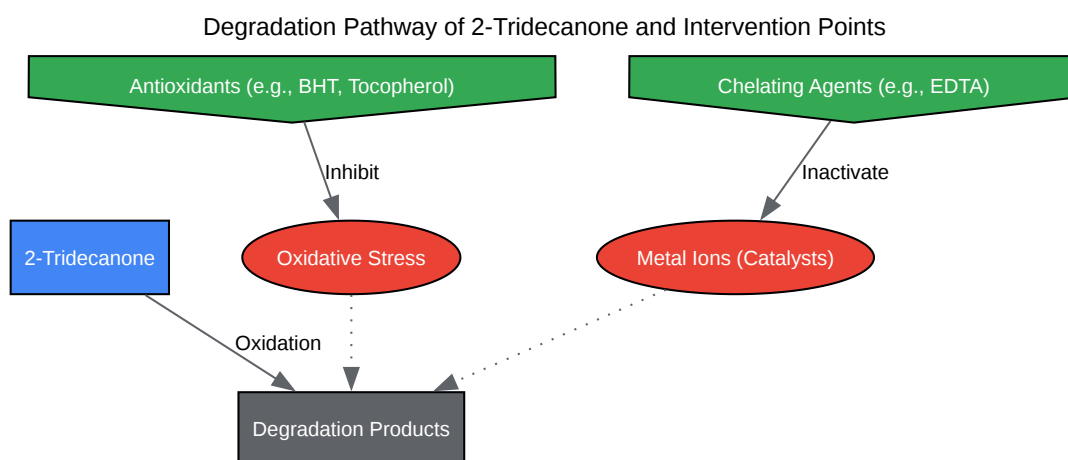 Degradation Pathway of 2-Tridecanone and Intervention Points
Antioxidants (e.g., BHT, Tocopherol)
Chelating Agents (e.g., EDTA)
Inhibit
Inactivate
2-Tridecanone
Oxidative Stress
Metal Ions (Catalysts)
Oxidation
Degradation Products